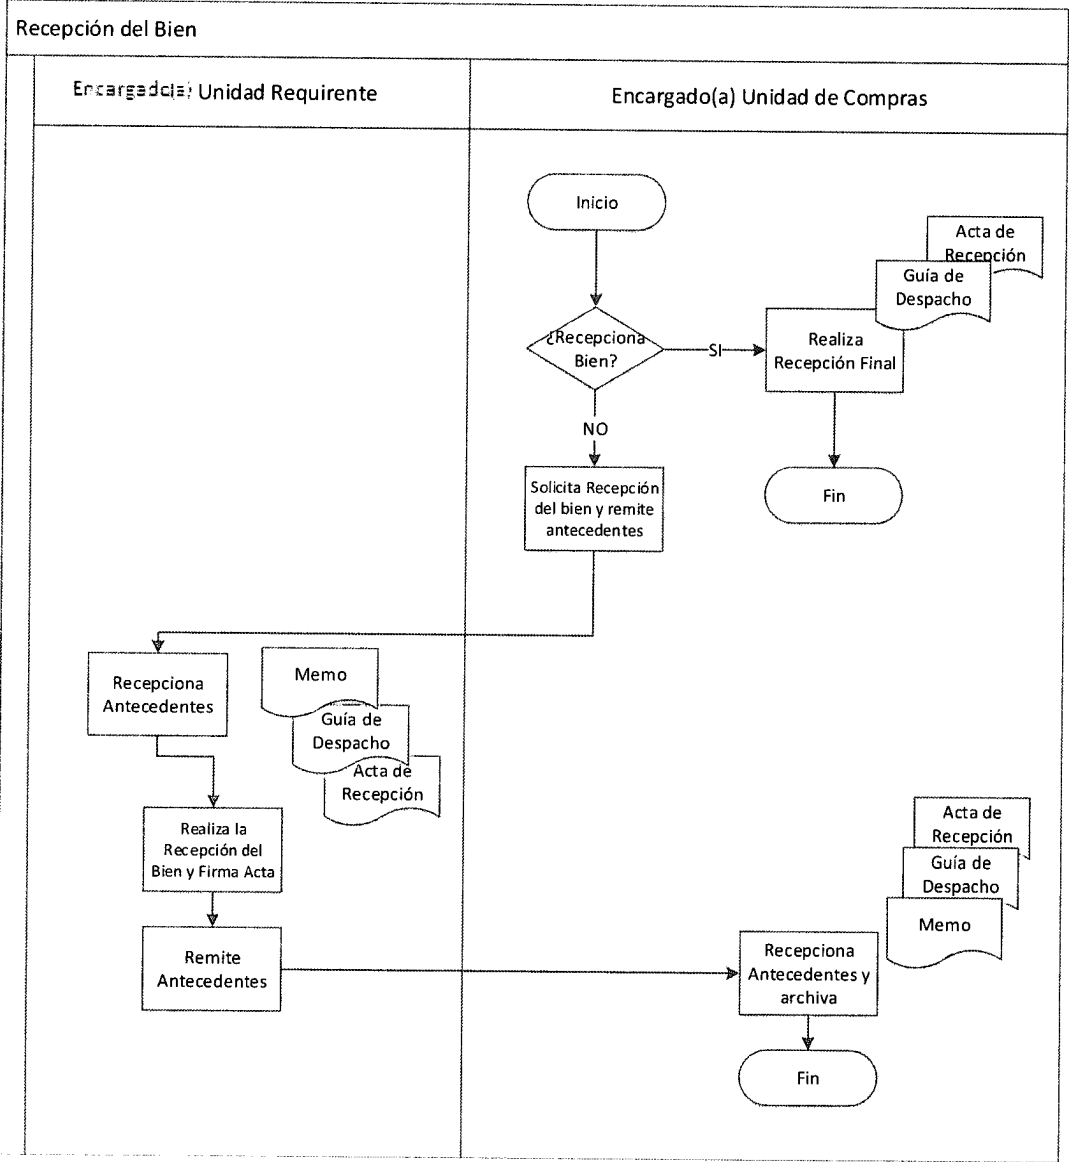 Recepción del Bien
Encargado(a) Unidad Requirente
Encargado(a) Unidad de Compras
Inicio
Acta de
Recepción
Guía de
Despacho
¿Recepciona
Bien?
SI
Realiza
Recepción Final
NO
Solicita Recepción
del bien y remite
antecedentes
Fin
Recepciona
Antecedentes
Memo
Guía de
Despacho
Acta de
Recepción
Realiza la
Recepción del
Bien y Firma Acta
Remite
Antecedentes
Acta de
Recepción
Guía de
Despacho
Memo
Recepciona
Antecedentes y
archiva
Fin